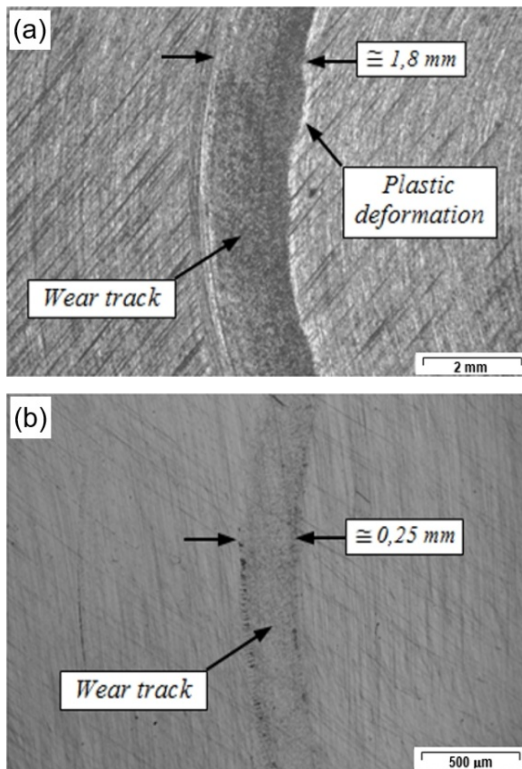 (a)
≅ 1,8 mm
Plastic
deformation
Wear track
2 mm
(b)
≅ 0,25 mm
Wear track
500 µm